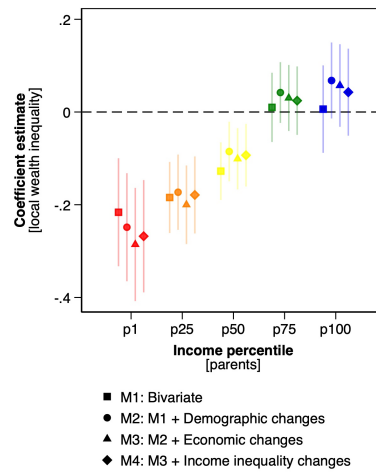 .2
0
-.2
-.4
Coefficient estimate
[local wealth inequality]
p1 p25 p50 p75 p100
Income percentile
[parents]
M1: Bivariate
M2: M1 + Demographic changes
M3: M2 + Economic changes
M4: M3 + Income inequality changes